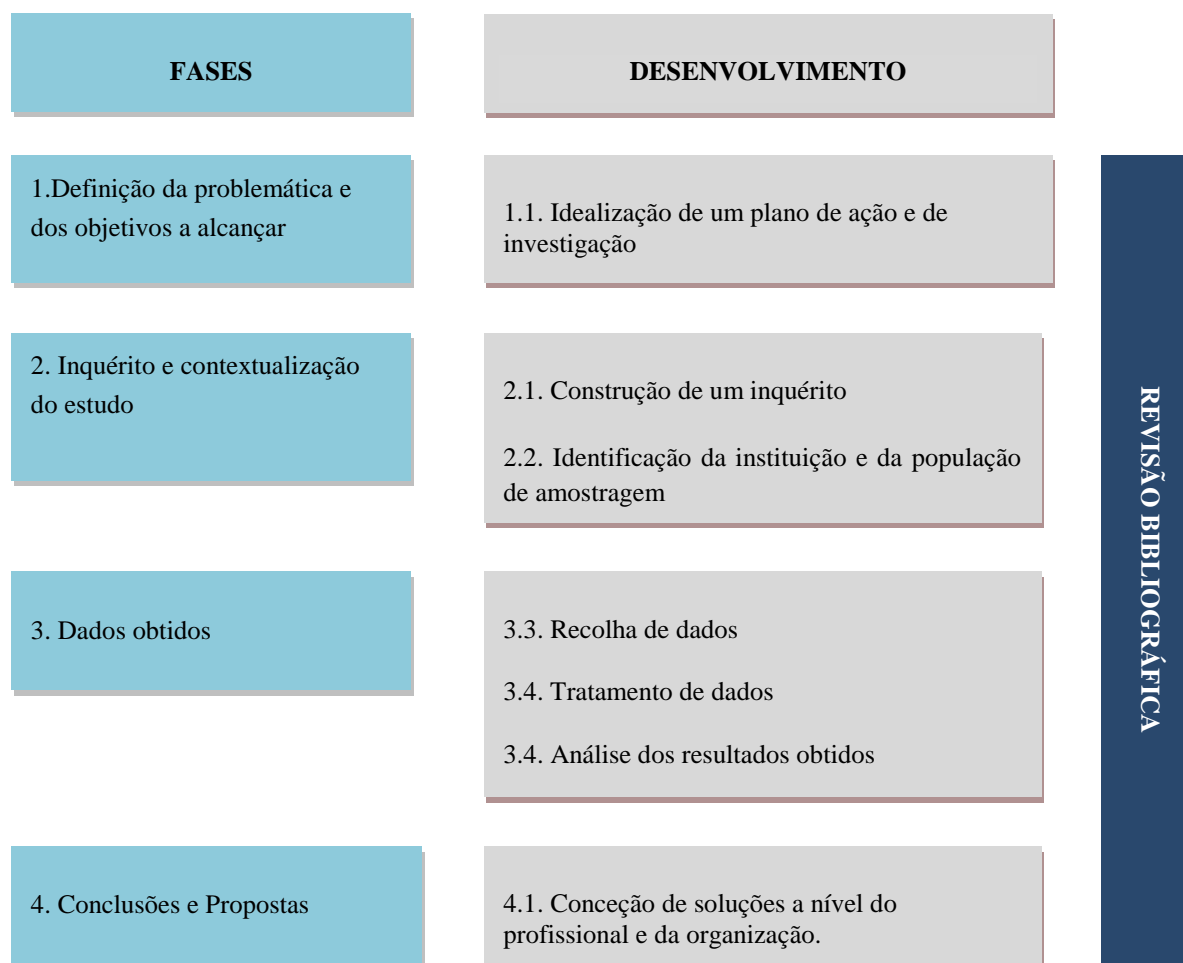 FASES
DESENVOLVIMENTO
1.Definição da problemática e
dos objetivos a alcançar
1.1. Idealização de um plano de ação e de
investigação
2. Inquérito e contextualização
do estudo
2.1. Construção de um inquérito
2.2. Identificação da instituição e da população
de amostragem
3. Dados obtidos
3.3. Recolha de dados
3.4. Tratamento de dados
3.4. Análise dos resultados obtidos
4. Conclusões e Propostas
4.1. Conceção de soluções a nível do
profissional e da organização.
REVISÃO BIBLIOGRÁFICA